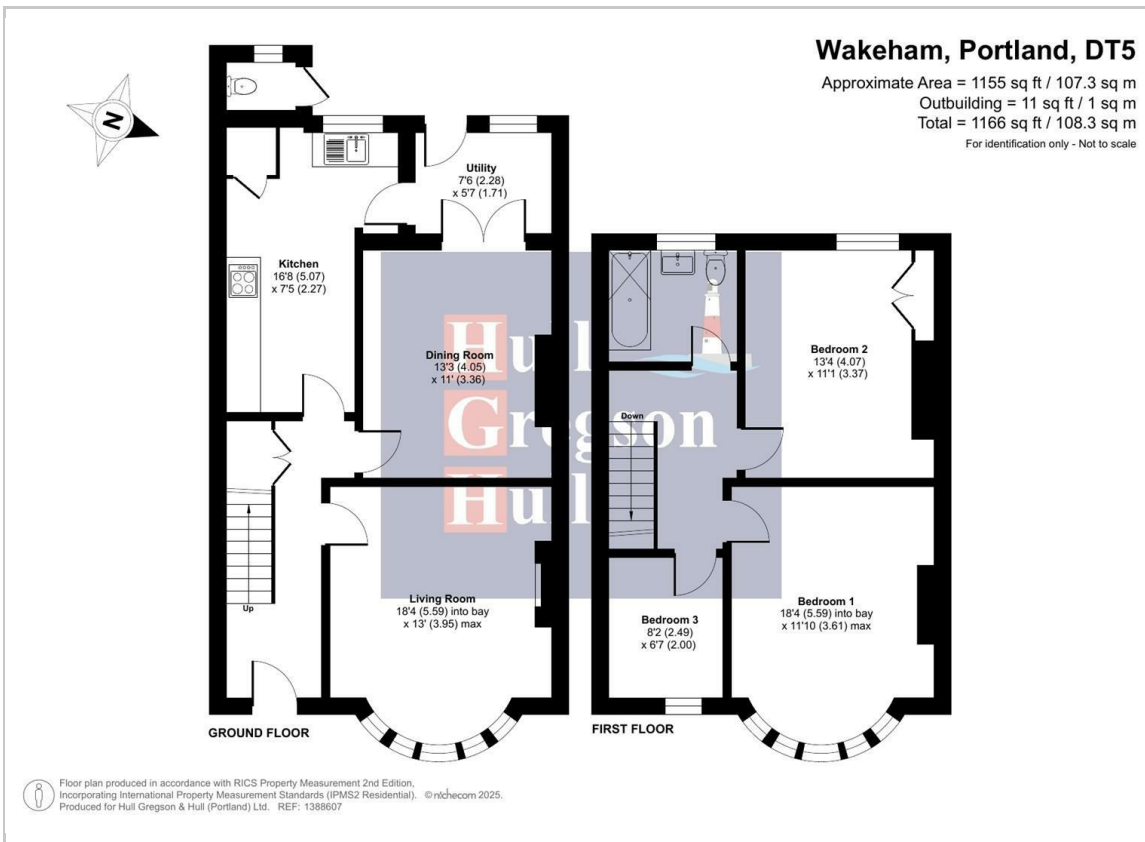 Wakeham, Portland, DT5
Approximate Area = 1155 sq ft / 107.3 sq m
Outbuilding = 11 sq ft / 1 sq m
Total = 1166 sq ft / 108.3 sq m
For identification only - Not to scale
N
Utility
7'6 (2.28)
x 5'7 (1.71)
Kitchen
16'8 (5.07)
x 7'5 (2.27)
Dining Room
13'3 (4.05)
x 11' (3.36)
Living Room
18'4 (5.59) into bay
x 13' (3.95) max
Up
GROUND FLOOR
Bedroom 2
13'4 (4.07)
x 11'1 (3.37)
Down
Bedroom 3
8'2 (2.49)
x 6'7 (2.00)
Bedroom 1
18'4 (5.59) into bay
x 11'10 (3.61) max
FIRST FLOOR
Hull
Gregson
Hull
Floor plan produced in accordance with RICS Property Measurement 2nd Edition,
Incorporating International Property Measurement Standards (IPMS2 Residential). © nichecom 2025.
Produced for Hull Gregson & Hull (Portland) Ltd. REF: 1388607